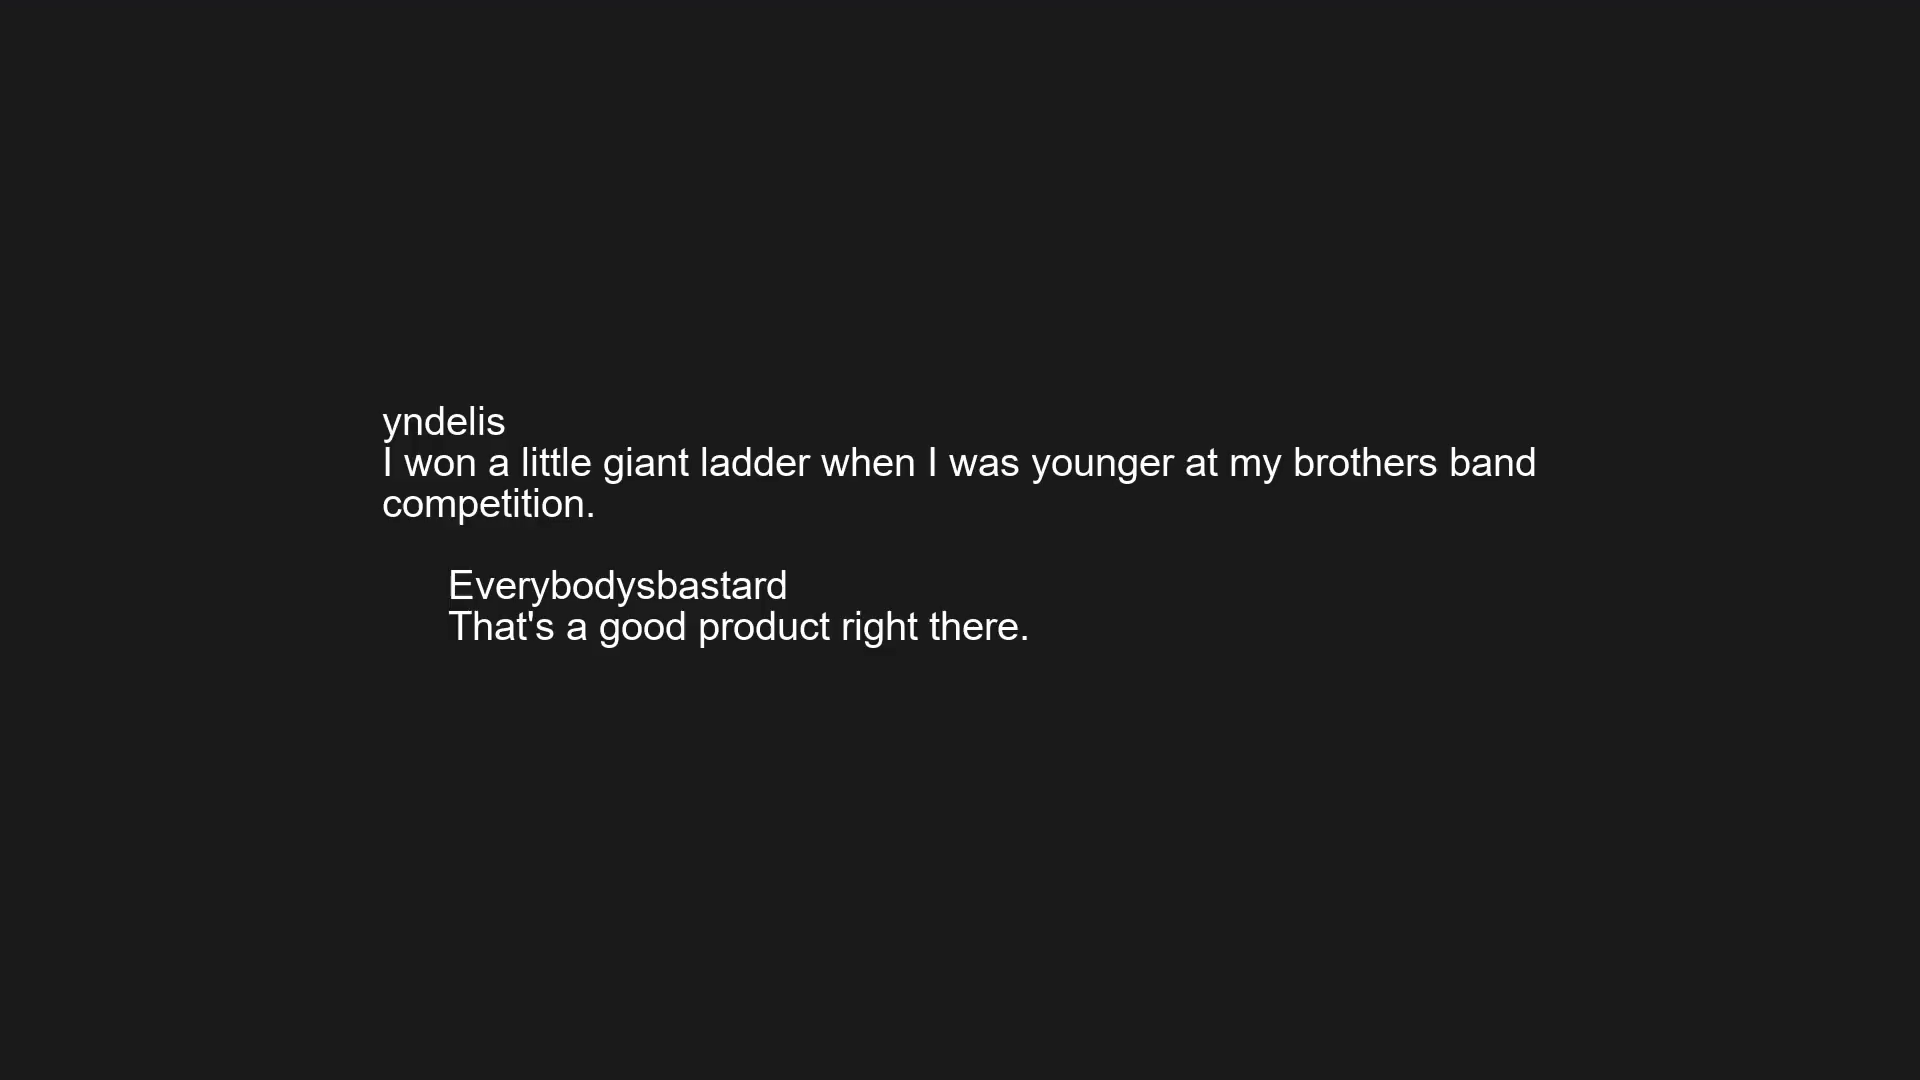 yndelis
I won a little giant ladder when I was younger at my brothers band
competition.
Everybodysbastard
That's a good product right there.